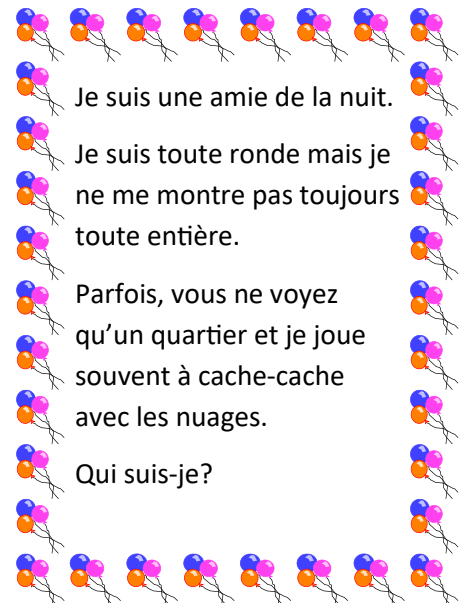 Je suis une amie de la nuit.
Je suis toute ronde mais je
ne me montre pas toujours
toute entière.
Parfois, vous ne voyez
qu’un quartier et je joue
souvent à cache-cache
avec les nuages.
Qui suis-je?